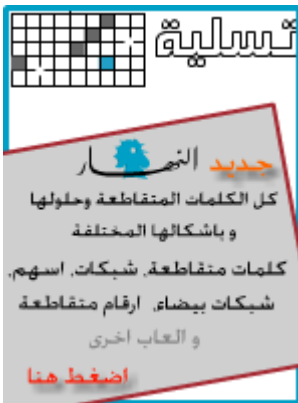 تسلية
جديد النهار
كل الكلمات المتقاطعة وحلولها
و باشكالها المختلفة
كلمات متقاطعة, شبكات, اسهم,
شبكات بيضاء, ارقام متقاطعة
و العاب اخرى
اضغط هنا